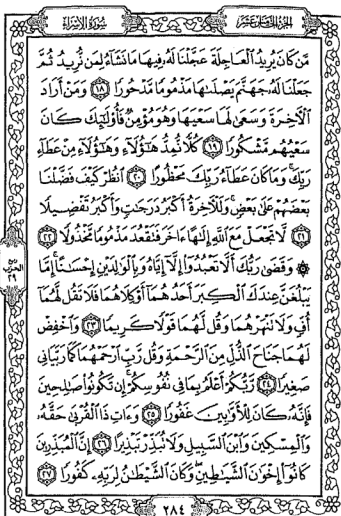 الجزء الخامس عشر
سورة الإسراء
مَّن كَانَ يُرِيدُ ٱلْعَاجِلَةَ عَجَّلْنَا لَهُۥ فِيهَا مَا نَشَآءُ لِمَن نُّرِيدُ ثُمَّ
جَعَلْنَا لَهُۥ جَهَنَّمَ يَصْلَىٰهَا مَذْمُومًا مَّدْحُورًا ١٨ وَمَنْ أَرَادَ
ٱلْأَخِرَةَ وَسَعَىٰ لَهَا سَعْيَهَا وَهُوَ مُؤْمِنٌ فَأُو۟لَٰٓئِكَ كَانَ
سَعْيُهُم مَّشْكُورًا ١٩ كُلًّا نُّمِدُّ هَٰٓؤُلَآءِ وَهَٰٓؤُلَآءِ مِنْ عَطَآءِ
رَبِّكَ وَمَا كَانَ عَطَآءُ رَبِّكَ مَحْظُورًا ٢٠ ٱنظُرْ كَيْفَ فَضَّلْنَا
بَعْضَهُمْ عَلَىٰ بَعْضٍ وَلَلْأَخِرَةُ أَكْبَرُ دَرَجَٰتٍ وَأَكْبَرُ تَفْضِيلًا
٢١ لَّا تَجْعَلْ مَعَ ٱللَّهِ إِلَٰهًا ءَاخَرَ فَتَقْعُدَ مَذْمُومًا مَّخْذُولًا ٢٢
۞ وَقَضَىٰ رَبُّكَ أَلَّا تَعْبُدُوٓا۟ إِلَّآ إِيَّاهُ وَبِٱلْوَٰلِدَيْنِ إِحْسَٰنًا إِمَّا
يَبْلُغَنَّ عِندَكَ ٱلْكِبَرَ أَحَدُهُمَآ أَوْ كِلَاهُمَا فَلَا تَقُل لَّهُمَآ
أُفٍّ وَلَا تَنْهَرْهُمَا وَقُل لَّهُمَا قَوْلًا كَرِيمًا ٢٣ وَٱخْفِضْ
لَهُمَا جَنَاحَ ٱلذُّلِّ مِنَ ٱلرَّحْمَةِ وَقُل رَّبِّ ٱرْحَمْهُمَا كَمَا رَبَّيَانِى
صَغِيرًا ٢٤ رَّبُّكُمْ أَعْلَمُ بِمَا فِى نُفُوسِكُمْ إِن تَكُونُوا۟ صَٰلِحِينَ
فَإِنَّهُۥ كَانَ لِلْأَوَّٰبِينَ غَفُورًا ٢٥ وَءَاتِ ذَا ٱلْقُرْبَىٰ حَقَّهُۥ
وَٱلْمِسْكِينَ وَٱبْنَ ٱلسَّبِيلِ وَلَا تُبَذِّرْ تَبْذِيرًا ٢٦ إِنَّ ٱلْمُبَذِّرِينَ
كَانُوٓا۟ إِخْوَٰنَ ٱلشَّيَٰطِينِ وَكَانَ ٱلشَّيْطَٰنُ لِرَبِّهِۦ كَفُورًا ٢٧
٢٨٤